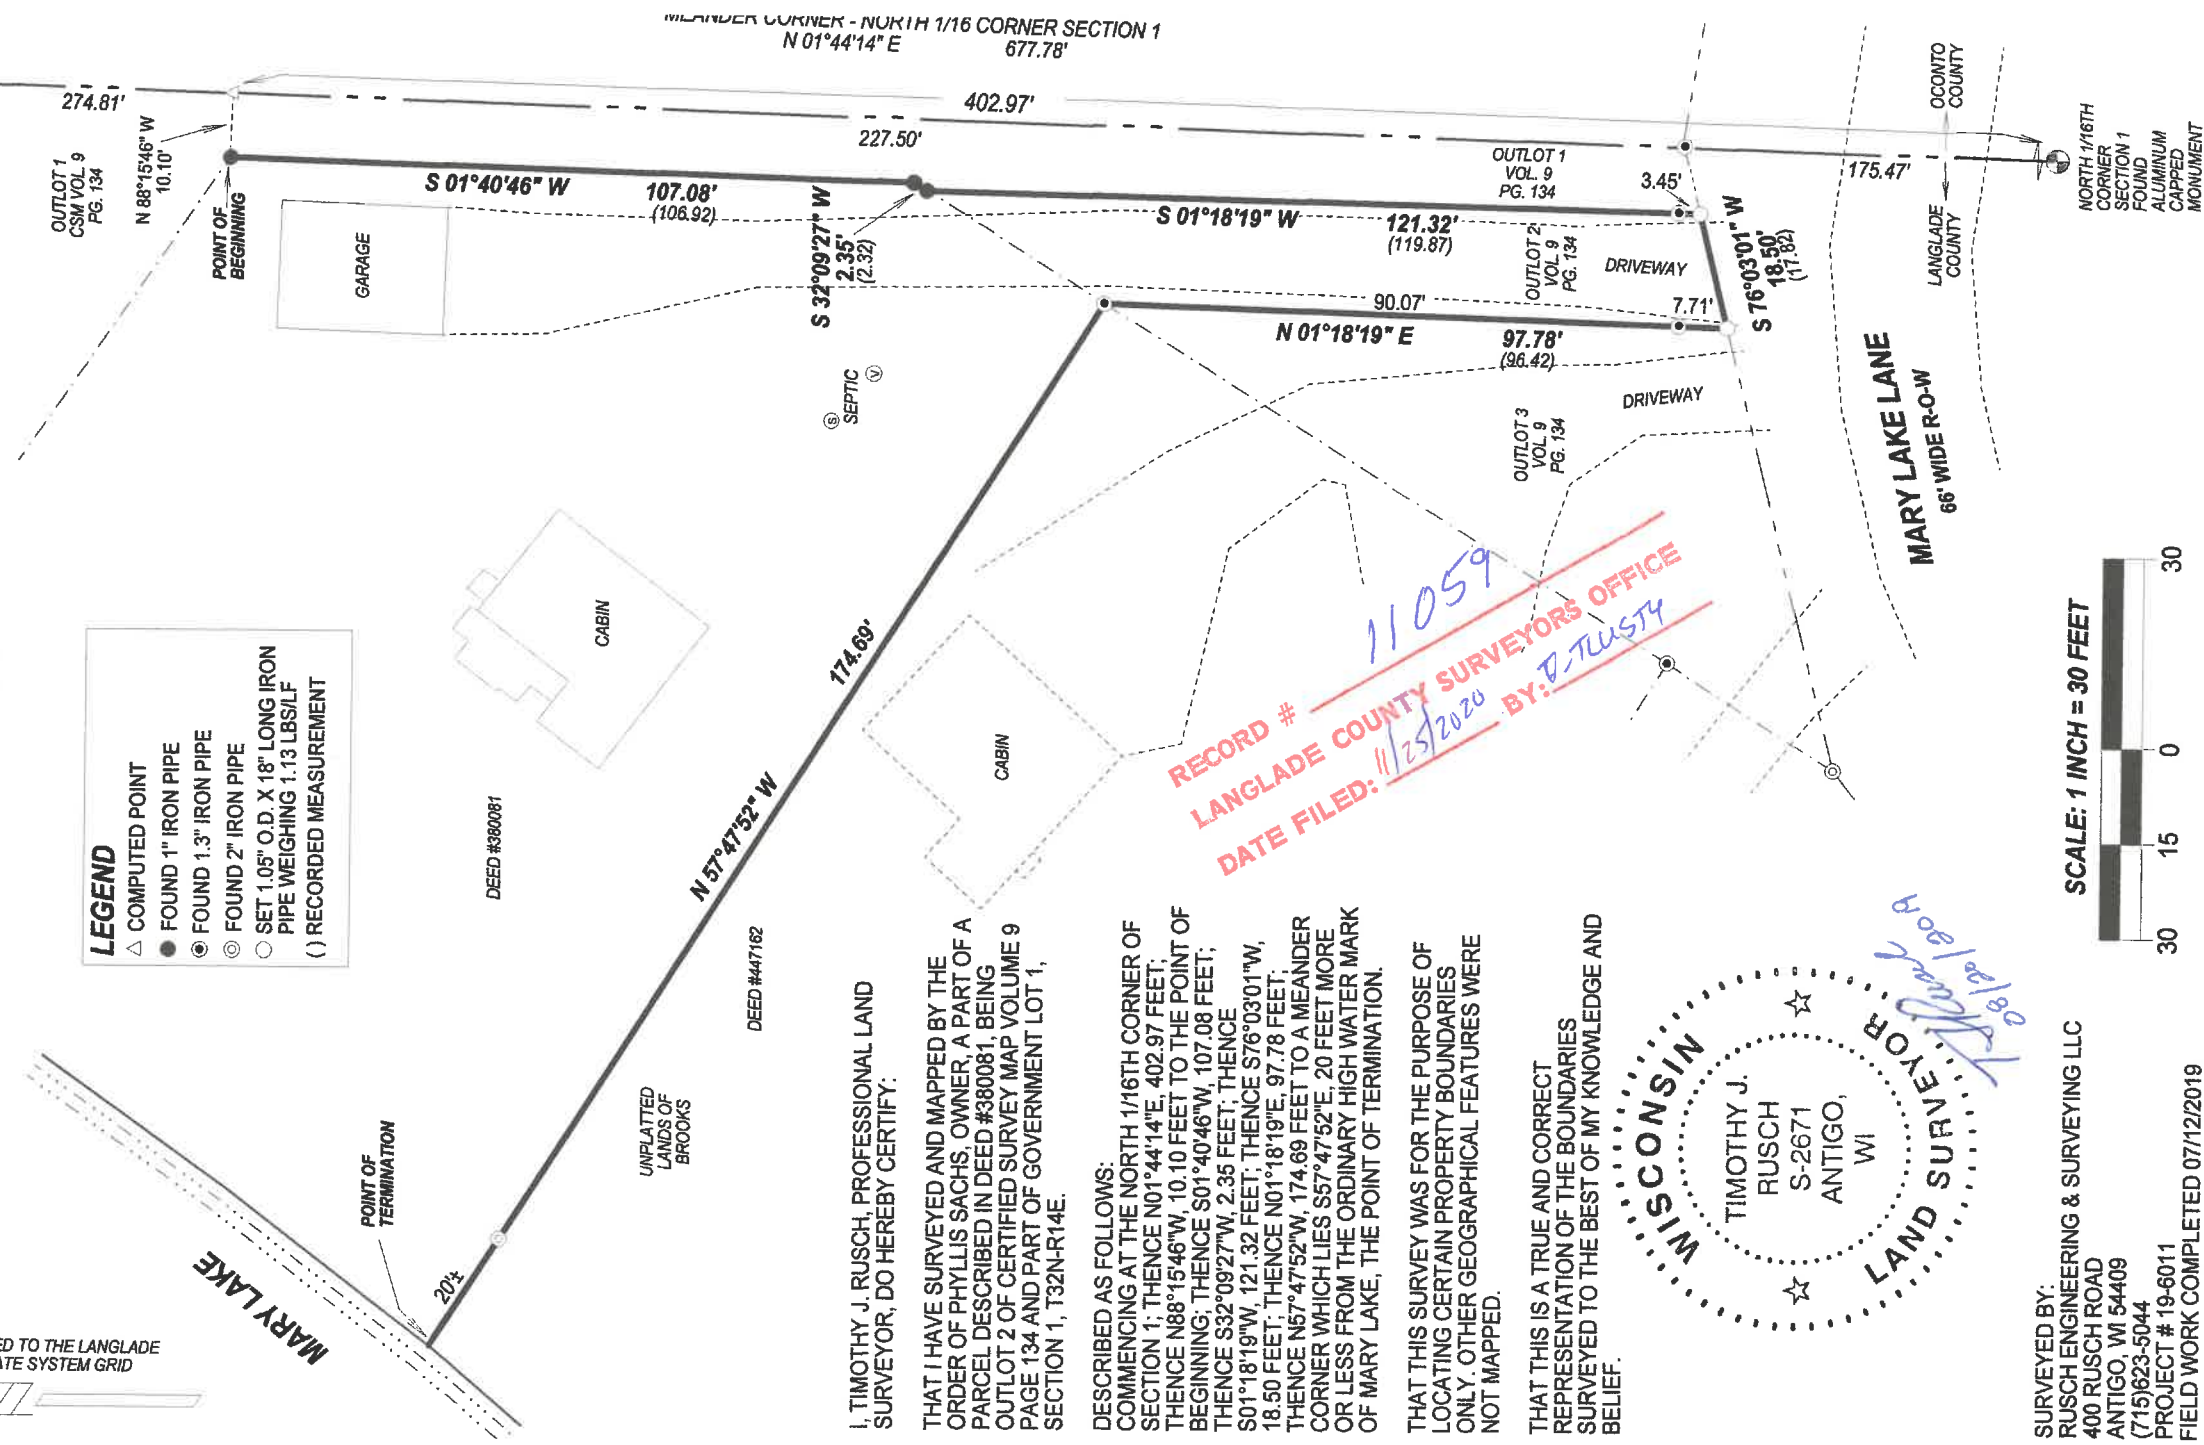 MEANDER CORNER - NORTH 1/16 CORNER SECTION 1
N 01°44'14" E 677.78'
274.81'
402.97'
227.50'
175.47'
OUTLOT 1
CSM VOL. 9
PG. 134
N 88°15'46" W
10.10'
POINT OF
BEGINNING
GARAGE
S 01°40'46" W
107.08'
(106.92)
S 32°09'27" W
2.35'
(2.32)
S 01°18'19" W
121.32'
(119.87)
OUTLOT 1
VOL. 9
PG. 134
3.45'
OUTLOT 2
VOL. 9
PG. 134
DRIVEWAY
7.71'
S 76°03'01" W
18.50'
(17.82)
90.07'
N 01°18'19" E
97.78'
(96.42)
DRIVEWAY
OUTLOT 3
VOL. 9
PG. 134
OCONTO
COUNTY
LANGLADE
COUNTY
NORTH 1/16TH
CORNER
SECTION 1
FOUND
ALUMINUM
CAPPED
MONUMENT
MARY LAKE LANE
66' WIDE R-O-W
S
SEPTIC
V
CABIN
CABIN
174.69'
N 57°47'52" W
DEED #380081
DEED #447162
UNPLATTED
LANDS OF
BROOKS
POINT OF
TERMINATION
20'±
MARY LAKE
ED TO THE LANGLADE
ATE SYSTEM GRID
LEGEND
△ COMPUTED POINT
● FOUND 1" IRON PIPE
◉ FOUND 1.3" IRON PIPE
◎ FOUND 2" IRON PIPE
○ SET 1.05" O.D. X 18" LONG IRON
PIPE WEIGHING 1.13 LBS/LF
( ) RECORDED MEASUREMENT
RECORD # 11059
LANGLADE COUNTY SURVEYORS OFFICE
DATE FILED: 11/25/2020 BY: D-TLUSTY
I, TIMOTHY J. RUSCH, PROFESSIONAL LAND
SURVEYOR, DO HEREBY CERTIFY:
THAT I HAVE SURVEYED AND MAPPED BY THE
ORDER OF PHYLLIS SACHS, OWNER, A PART OF A
PARCEL DESCRIBED IN DEED #380081, BEING
OUTLOT 2 OF CERTIFIED SURVEY MAP VOLUME 9
PAGE 134 AND PART OF GOVERNMENT LOT 1,
SECTION 1, T32N-R14E.
DESCRIBED AS FOLLOWS:
COMMENCING AT THE NORTH 1/16TH CORNER OF
SECTION 1; THENCE N01°44'14"E, 402.97 FEET;
THENCE N88°15'46"W, 10.10 FEET TO THE POINT OF
BEGINNING; THENCE S01°40'46"W, 107.08 FEET;
THENCE S32°09'27"W, 2.35 FEET; THENCE
S01°18'19"W, 121.32 FEET; THENCE S76°03'01"W,
18.50 FEET; THENCE N01°18'19"E, 97.78 FEET;
THENCE N57°47'52"W, 174.69 FEET TO A MEANDER
CORNER WHICH LIES S57°47'52"E, 20 FEET MORE
OR LESS FROM THE ORDINARY HIGH WATER MARK
OF MARY LAKE, THE POINT OF TERMINATION.
THAT THIS SURVEY WAS FOR THE PURPOSE OF
LOCATING CERTAIN PROPERTY BOUNDARIES
ONLY. OTHER GEOGRAPHICAL FEATURES WERE
NOT MAPPED.
THAT THIS IS A TRUE AND CORRECT
REPRESENTATION OF THE BOUNDARIES
SURVEYED TO THE BEST OF MY KNOWLEDGE AND
BELIEF.
WISCONSIN
TIMOTHY J.
RUSCH
S-2671
ANTIGO,
WI
LAND SURVEYOR
08/20/2019
SCALE: 1 INCH = 30 FEET
30 15 0 30
SURVEYED BY:
RUSCH ENGINEERING & SURVEYING LLC
400 RUSCH ROAD
ANTIGO, WI 54409
(715)623-5044
PROJECT # 19-6011
FIELD WORK COMPLETED 07/12/2019